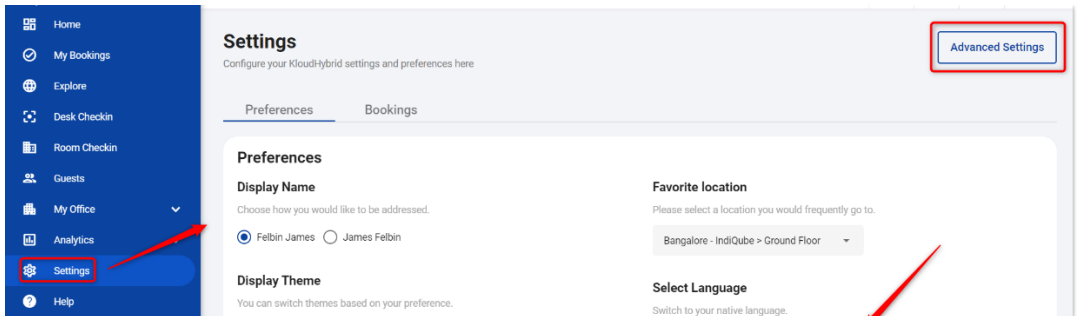 Home
My Bookings
Explore
Desk Checkin
Room Checkin
Guests
My Office
Analytics
Settings
Help
Settings
Configure your KloudHybrid settings and preferences here
Advanced Settings
Preferences
Bookings
Preferences
Display Name
Choose how you would like to be addressed.
Felbin James
James Felbin
Display Theme
You can switch themes based on your preference.
Favorite location
Please select a location you would frequently go to.
Bangalore - IndiQube > Ground Floor
Select Language
Switch to your native language.